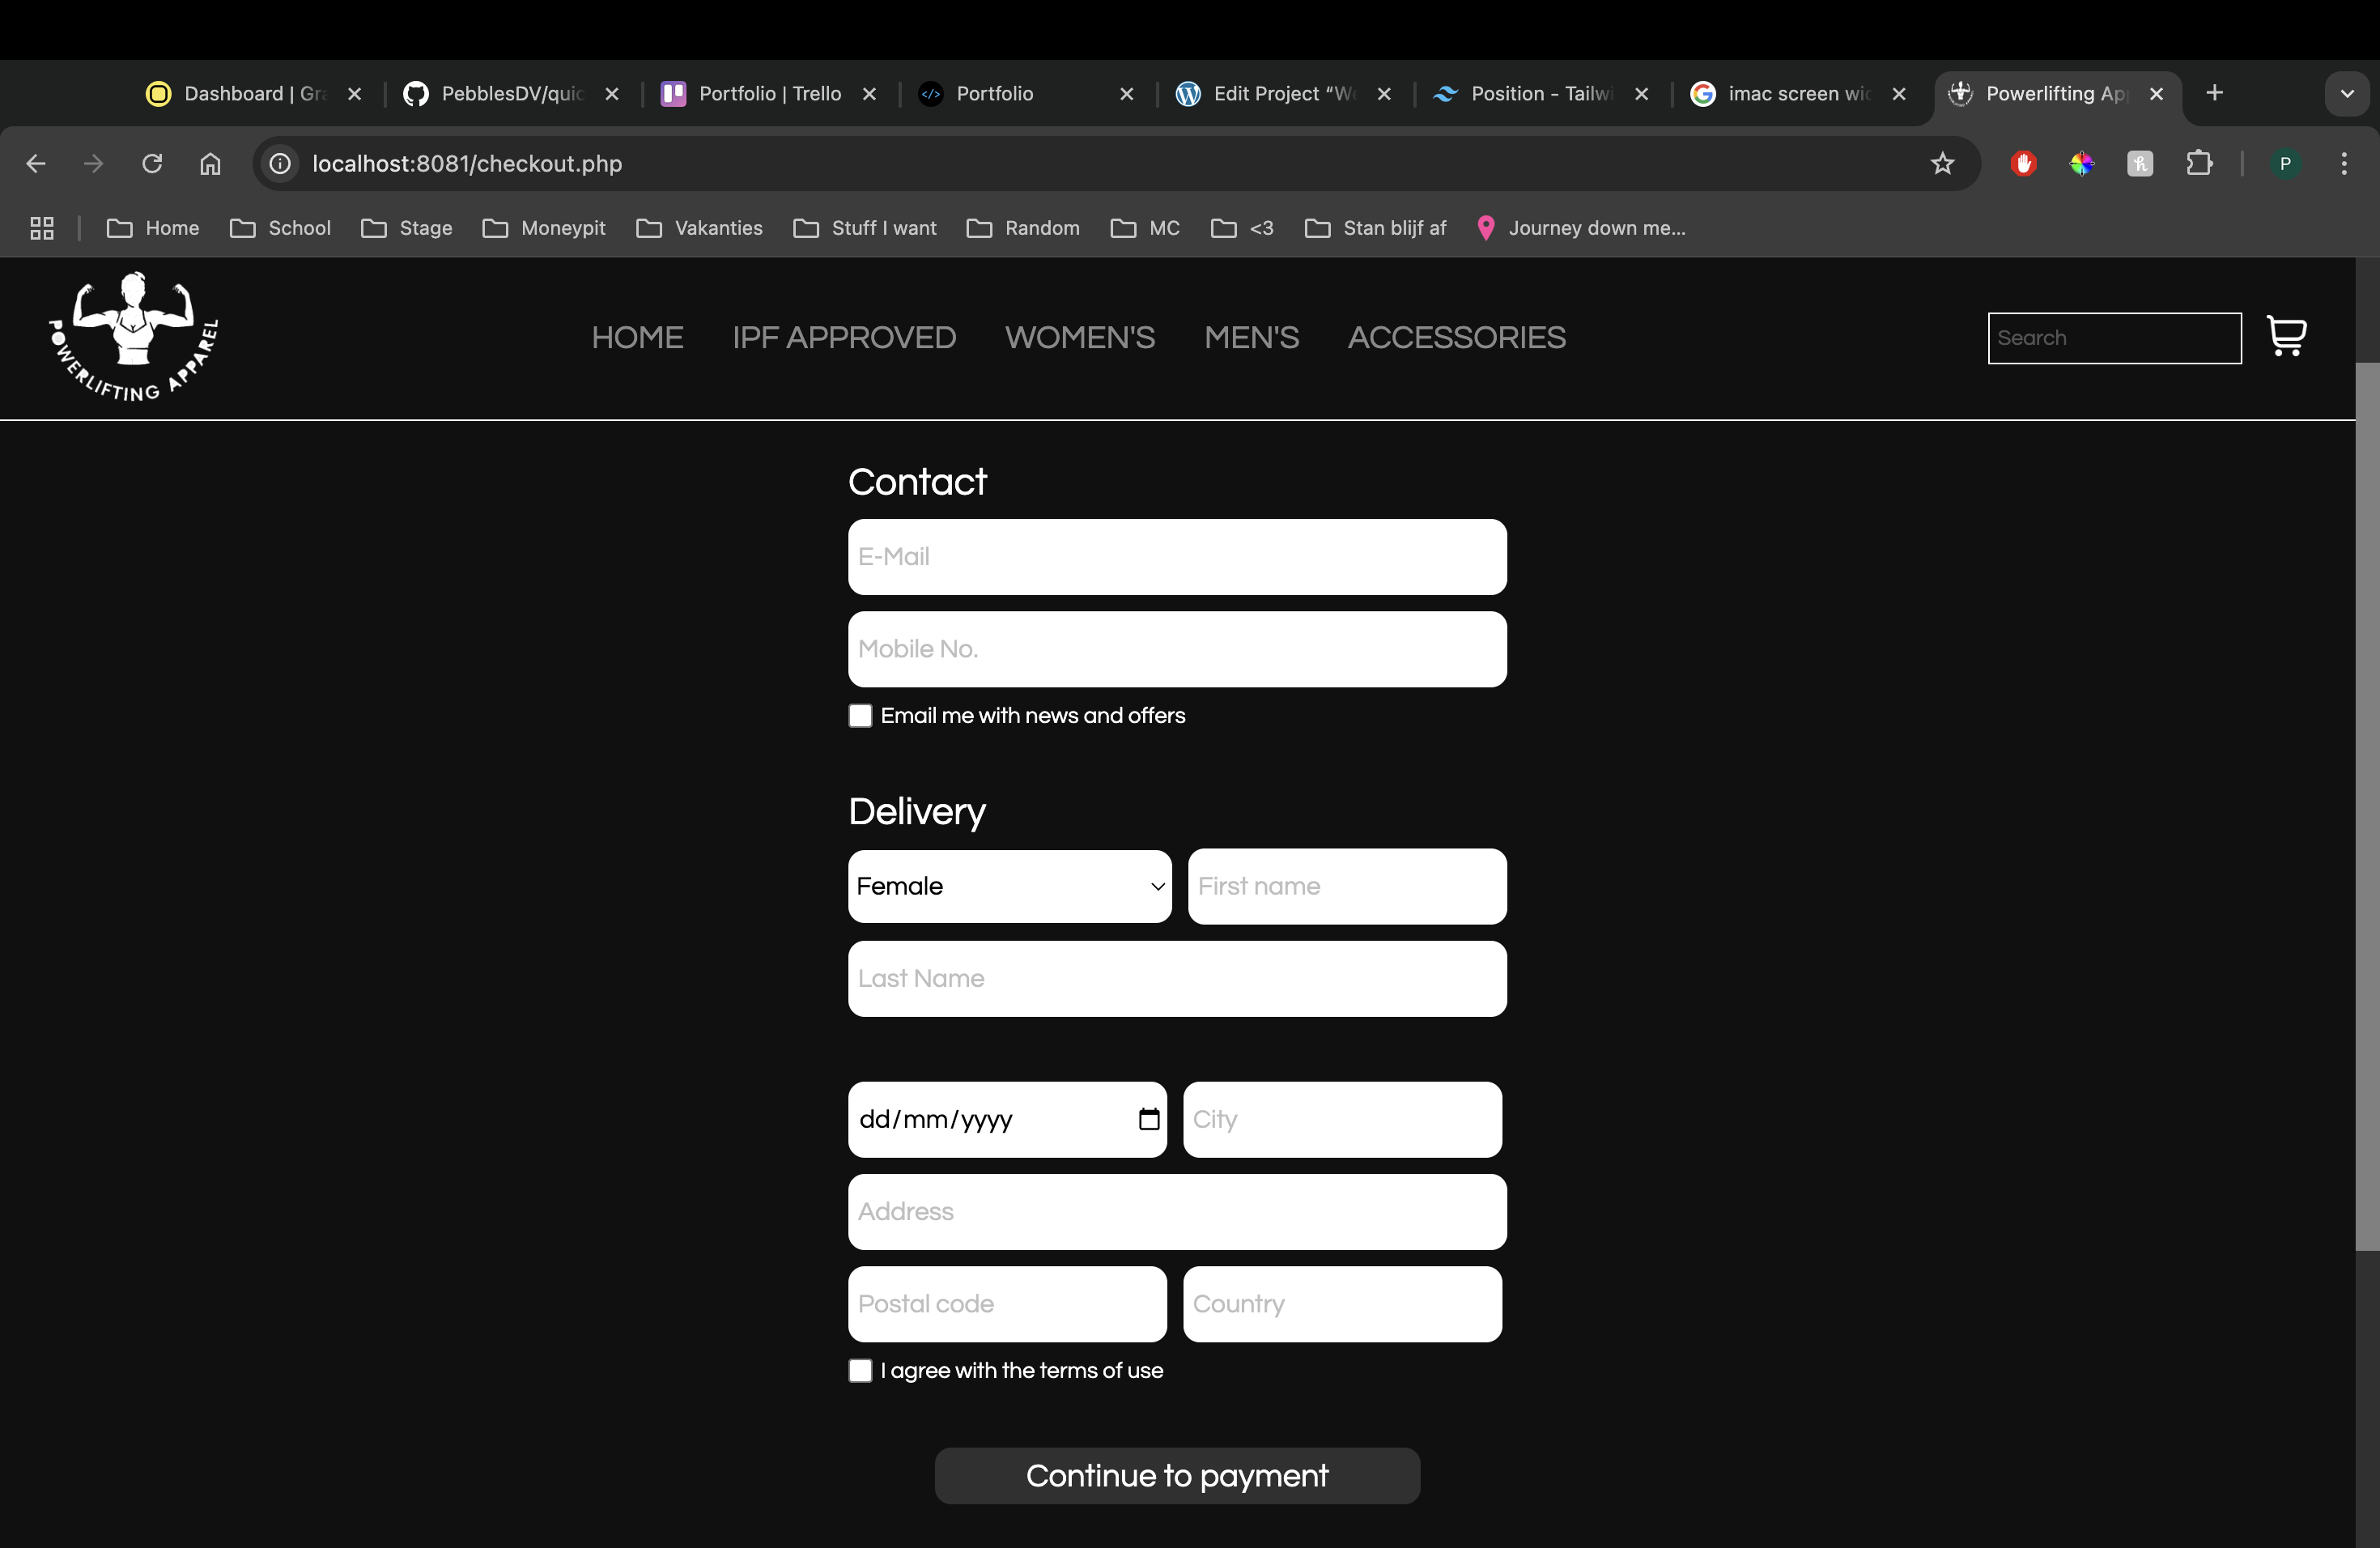 Dashboard | Gr
PebblesDV/quic
Portfolio | Trello
Portfolio
Edit Project “W
Position - Tailwi
imac screen wi
Powerlifting Ap
localhost:8081/checkout.php
P
Home
School
Stage
Moneypit
Vakanties
Stuff I want
Random
MC
<3
Stan blijf af
Journey down me...
POWERLIFTING APPAREL
HOME
IPF APPROVED
WOMEN'S
MEN'S
ACCESSORIES
Search
Contact
E-Mail
Mobile No.
Email me with news and offers
Delivery
Female
First name
Last Name
dd/mm/yyyy
City
Address
Postal code
Country
I agree with the terms of use
Continue to payment